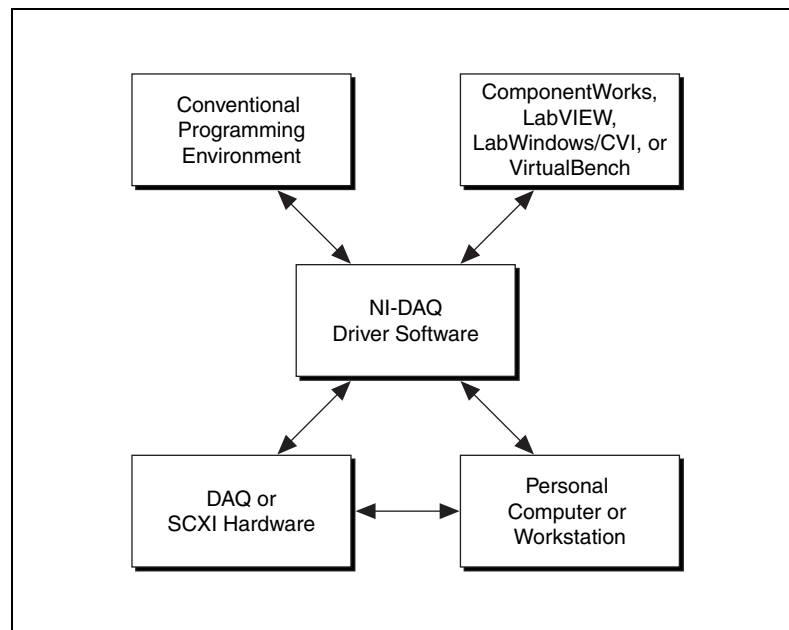 Conventional
Programming
Environment
ComponentWorks,
LabVIEW,
LabWindows/CVI, or
VirtualBench
NI-DAQ
Driver Software
DAQ or
SCXI Hardware
Personal
Computer or
Workstation